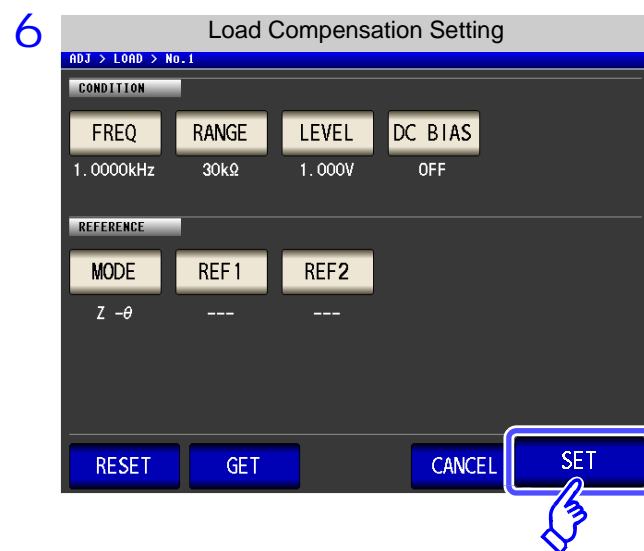 6
Load Compensation Setting
ADJ > LOAD > No.1
CONDITION
FREQ RANGE LEVEL DC BIAS
1.0000kHz 30kΩ 1.000V OFF
REFERENCE
MODE REF1 REF2
Z -θ --- ---
RESET GET CANCEL SET